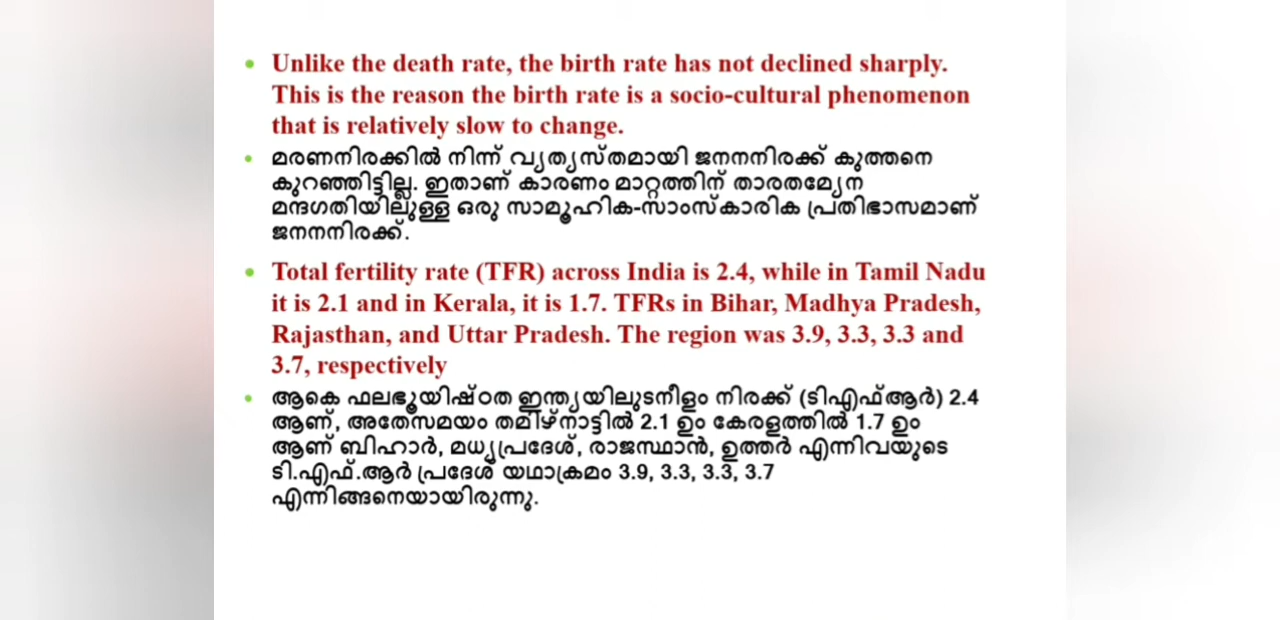 Unlike the death rate, the birth rate has not declined sharply.
This is the reason the birth rate is a socio-cultural phenomenon
that is relatively slow to change.
മരണനിരക്കിൽ നിന്ന് വ്യത്യസ്തമായി ജനനനിരക്ക് കുത്തനെ
കുറഞ്ഞിട്ടില്ല. ഇതാണ് കാരണം മാറ്റത്തിന് താരതമ്യേന
മന്ദഗതിയിലുള്ള ഒരു സാമൂഹിക-സാംസ്കാരിക പ്രതിഭാസമാണ്
ജനനനിരക്ക്.
Total fertility rate (TFR) across India is 2.4, while in Tamil Nadu
it is 2.1 and in Kerala, it is 1.7. TFRs in Bihar, Madhya Pradesh,
Rajasthan, and Uttar Pradesh. The region was 3.9, 3.3, 3.3 and
3.7, respectively
ആകെ ഫലഭൂയിഷ്ഠത ഇന്ത്യയിലുടനീളം നിരക്ക് (ടിഎഫ്ആർ) 2.4
ആണ്, അതേസമയം തമിഴ്നാട്ടിൽ 2.1 ഉം കേരളത്തിൽ 1.7 ഉം
ആണ് ബിഹാർ, മധ്യപ്രദേശ്, രാജസ്ഥാൻ, ഉത്തർ എന്നിവയുടെ
ടി.എഫ്.ആർ പ്രദേശ് യഥാക്രമം 3.9, 3.3, 3.3, 3.7
എന്നിങ്ങനെയായിരുന്നു.